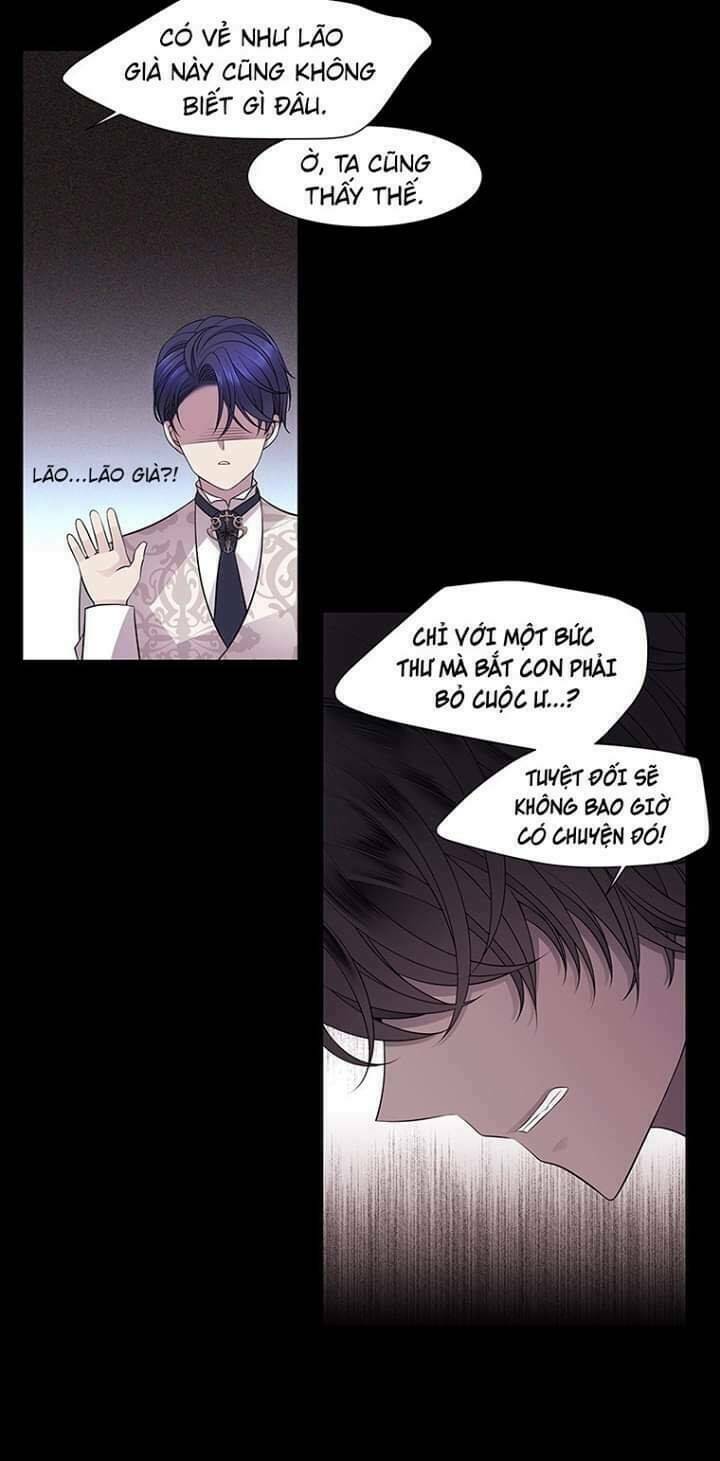 CÓ VẺ NHƯ LÃO
GIÀ NÀY CŨNG KHÔNG
BIẾT GÌ ĐÂU.
Ờ, TA CŨNG
THẤY THẾ.
LÃO...LÃO GIÀ?!
CHỈ VỚI MỘT BỨC
THƯ MÀ BẮT CON PHẢI
BỎ CUỘC Ư...?
TUYỆT ĐỐI SẼ
KHÔNG BAO GIỜ
CÓ CHUYỆN ĐÓ!